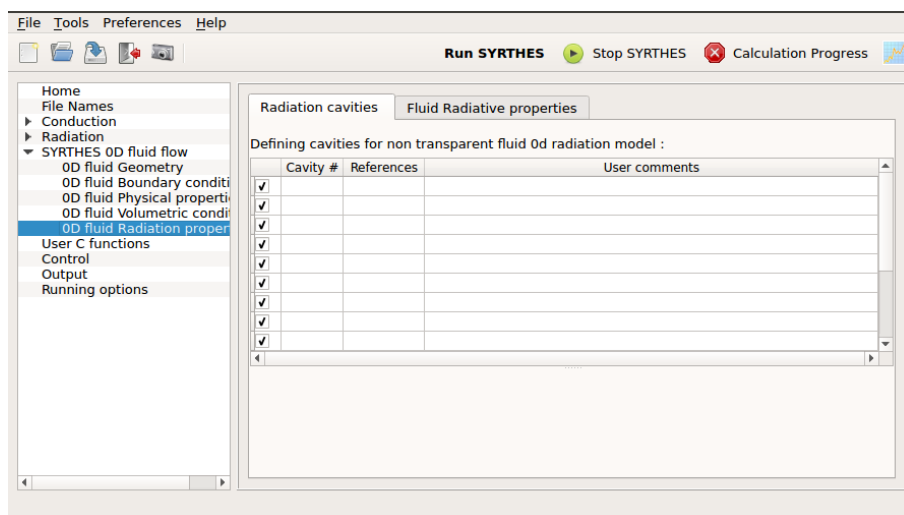 File Tools Preferences Help
Run SYRTHES Stop SYRTHES Calculation Progress
Home
File Names
Conduction
Radiation
SYRTHES 0D fluid flow
0D fluid Geometry
0D fluid Boundary conditi
0D fluid Physical properti
0D fluid Volumetric condi
0D fluid Radiation proper
User C functions
Control
Output
Running options
Radiation cavities Fluid Radiative properties
Defining cavities for non transparent fluid 0d radiation model :
Cavity # References User comments